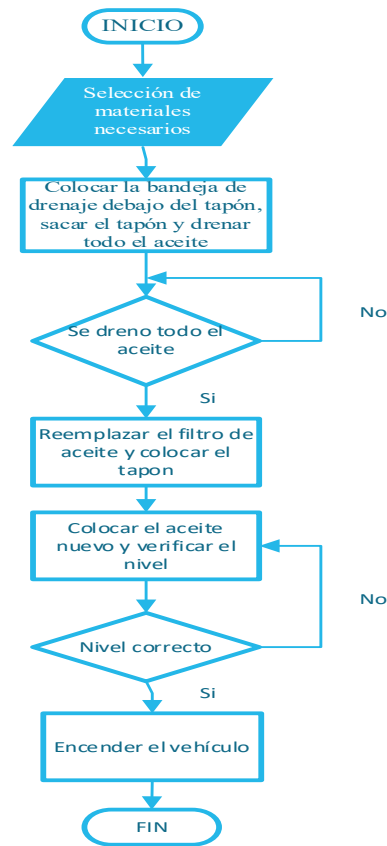 INICIO
Selección de
materiales
necesarios
Colocar la bandeja de
drenaje debajo del tapón,
sacar el tapón y drenar
todo el aceite
Se dreno todo el
aceite
No
Si
Reemplazar el filtro de
aceite y colocar el
tapon
Colocar el aceite
nuevo y verificar el
nivel
No
Nivel correcto
Si
Encender el vehículo
FIN